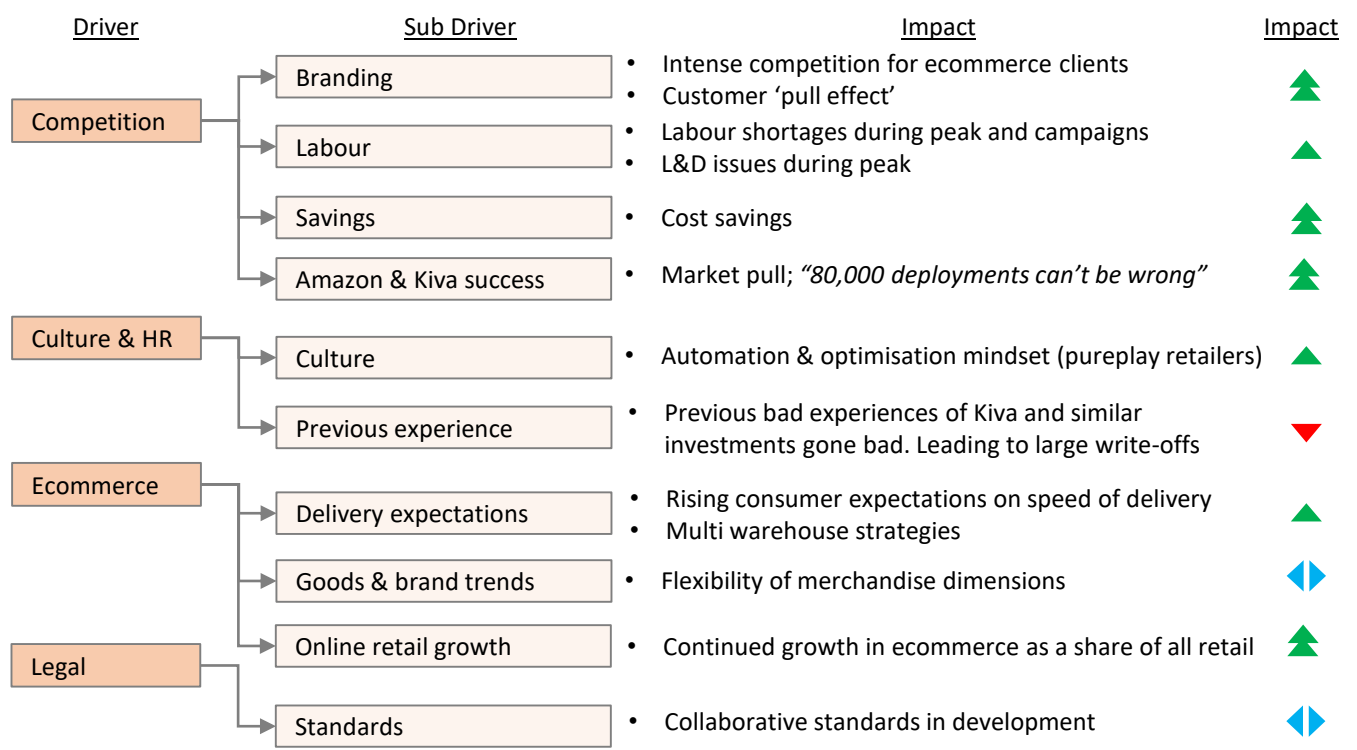 Driver
Sub Driver
Impact
Impact
Competition
Branding
• Intense competition for ecommerce clients
• Customer ‘pull effect’
Labour
• Labour shortages during peak and campaigns
• L&D issues during peak
Savings
• Cost savings
Amazon & Kiva success
• Market pull; “80,000 deployments can’t be wrong”
Culture & HR
Culture
• Automation & optimisation mindset (pureplay retailers)
Previous experience
• Previous bad experiences of Kiva and similar
investments gone bad. Leading to large write-offs
Ecommerce
Delivery expectations
• Rising consumer expectations on speed of delivery
• Multi warehouse strategies
Goods & brand trends
• Flexibility of merchandise dimensions
Online retail growth
• Continued growth in ecommerce as a share of all retail
Legal
Standards
• Collaborative standards in development